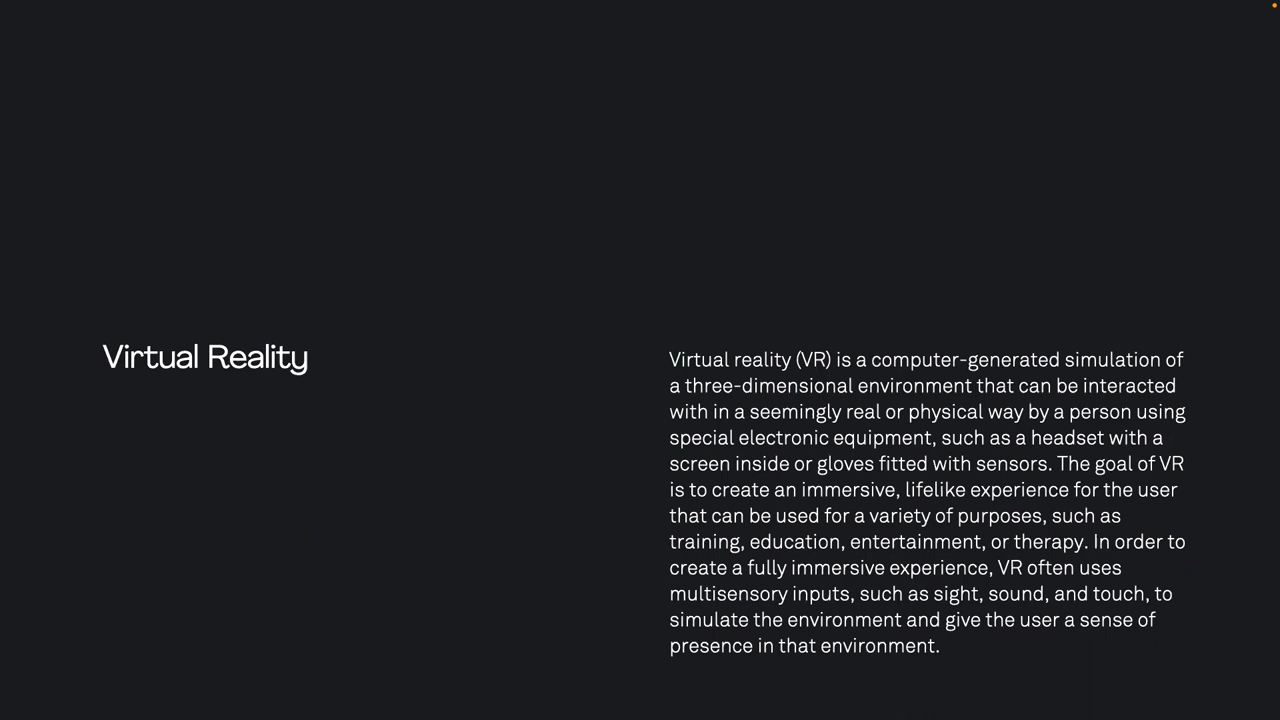 Virtual Reality
Virtual reality (VR) is a computer-generated simulation of
a three-dimensional environment that can be interacted
with in a seemingly real or physical way by a person using
special electronic equipment, such as a headset with a
screen inside or gloves fitted with sensors. The goal of VR
is to create an immersive, lifelike experience for the user
that can be used for a variety of purposes, such as
training, education, entertainment, or therapy. In order to
create a fully immersive experience, VR often uses
multisensory inputs, such as sight, sound, and touch, to
simulate the environment and give the user a sense of
presence in that environment.